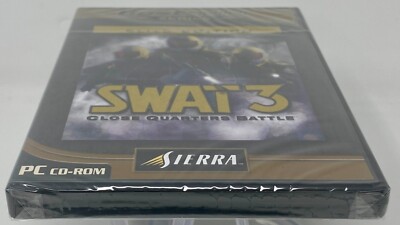 SWAT 3
CLOSE QUARTERS BATTLE
SIERRA
PC CD-ROM